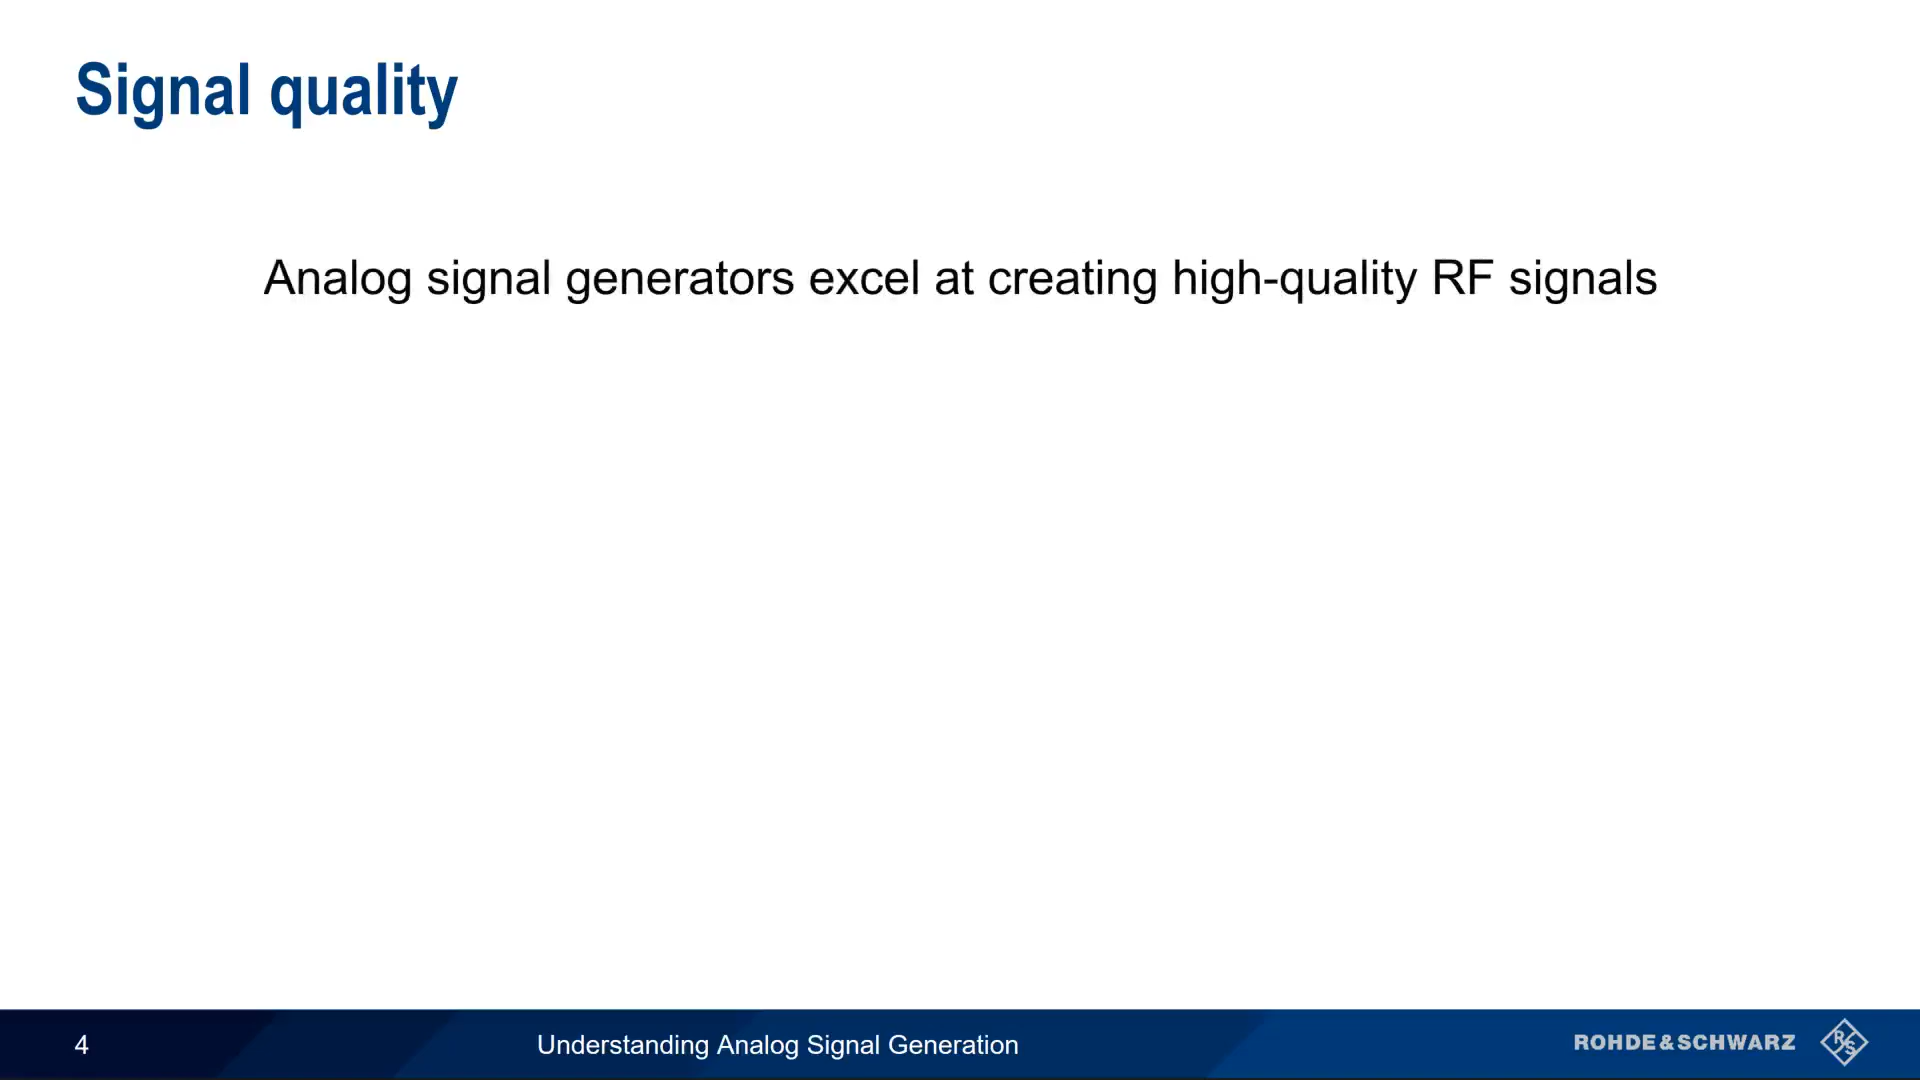 Signal quality
Analog signal generators excel at creating high-quality RF signals
4
Understanding Analog Signal Generation
ROHDE&SCHWARZ
R&S